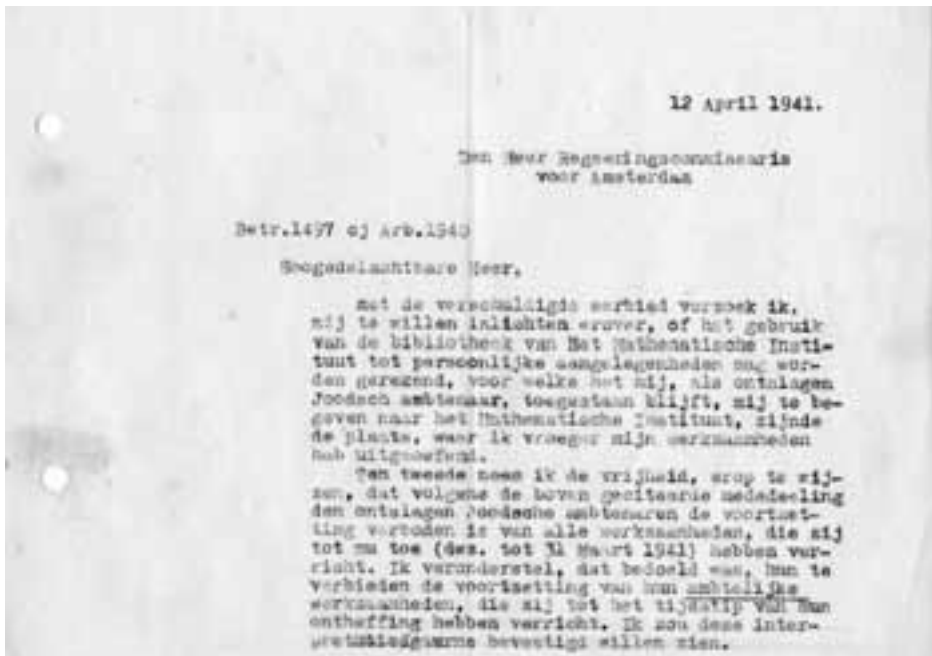 12 April 1941.
Den Heer Regeeringscommissaris
voor Amsterdam
Betr.1497 oj Arb.1940
Hoogedelachtbare Heer,
Met de verschuldigde eerbied verzoek ik,
mij te willen inlichten erover, of het gebruik
van de bibliotheek van Het Mathematische Insti-
tuut tot persoonlijke aangelegenheden mag wor-
den gerekend, voor welke het mij, als ontslagen
Joodsch ambtenaar, toegestaan blijft, mij te be-
geven naar het Mathematische Instituut, zijnde
de plaats, waar ik vroeger mijn werkzaamheden
heb uitgeoefend.
Ten tweede neem ik de vrijheid, erop te wij-
zen, dat volgens de boven geciteerde mededeeling
den ontslagen Joodsche ambtenaren de voortzet-
ting verboden is van alle werkzaamheden, die zij
tot nu toe (dws. tot 31 Maart 1941) hebben ver-
richt. Ik veronderstel, dat bedoeld was, hun te
verbieden de voortzetting van hun ambtelijke
werkzaamheden, die zij tot het tijdstip van hun
ontheffing hebben verricht. Ik zou deze inter-
bevestigd willen zien.